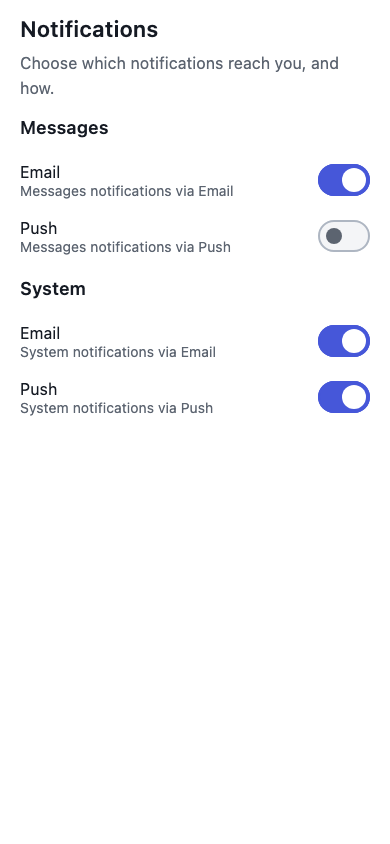 Notifications
Choose which notifications reach you, and
how.
Messages
Email
Messages notifications via Email
Push
Messages notifications via Push
System
Email
System notifications via Email
Push
System notifications via Push